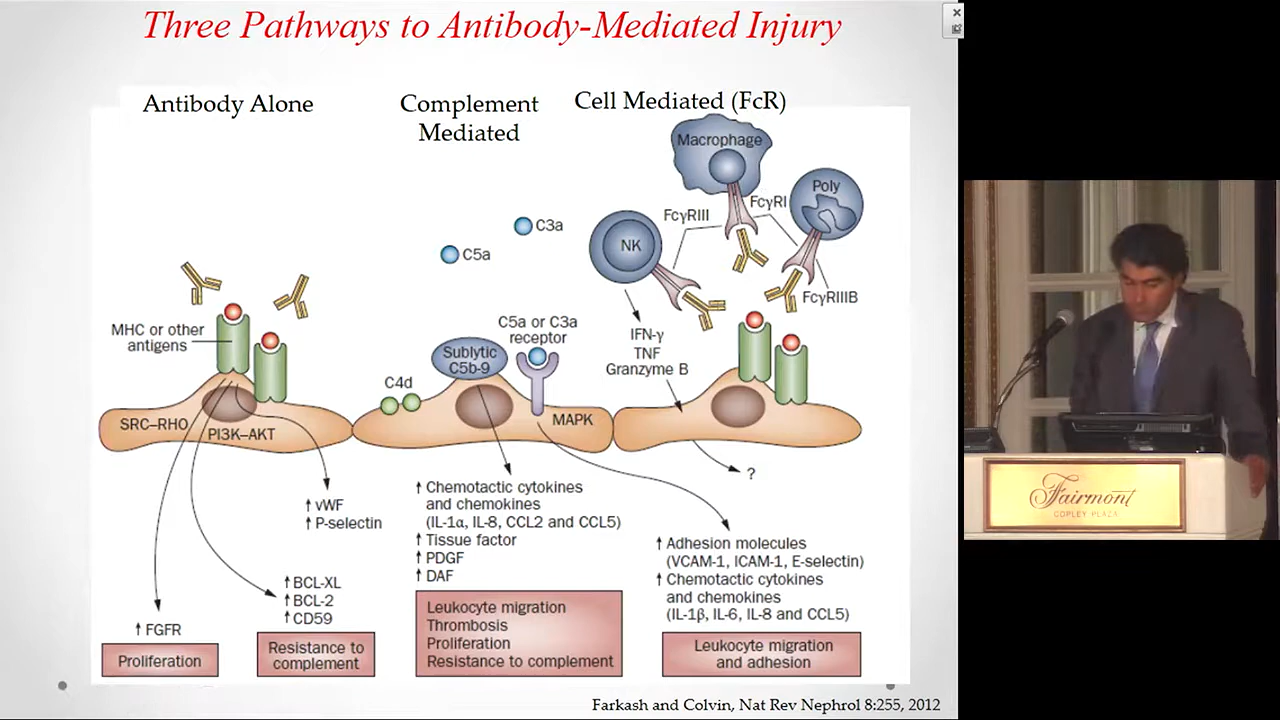 Three Pathways to Antibody-Mediated Injury
Antibody Alone
Complement
Mediated
Cell Mediated (FcR)
Macrophage
Poly
FcγRIII
FcγRI
NK
FcγRIIIB
C3a
C5a
MHC or other
antigens
C5a or C3a
receptor
IFN-γ
TNF
Granzyme B
Sublytic
C5b-9
C4d
SRC–RHO
PI3K–AKT
MAPK
?
↑ vWF
↑ P-selectin
↑ BCL-XL
↑ BCL-2
↑ CD59
↑ FGFR
Proliferation
Resistance to
complement
↑ Chemotactic cytokines
and chemokines
(IL-1α, IL-8, CCL2 and CCL5)
↑ Tissue factor
↑ PDGF
↑ DAF
Leukocyte migration
Thrombosis
Proliferation
Resistance to complement
↑ Adhesion molecules
(VCAM-1, ICAM-1, E-selectin)
↑ Chemotactic cytokines
and chemokines
(IL-1β, IL-6, IL-8 and CCL5)
Leukocyte migration
and adhesion
Farkash and Colvin, Nat Rev Nephrol 8:255, 2012
Fairmont
COPLEY PLAZA